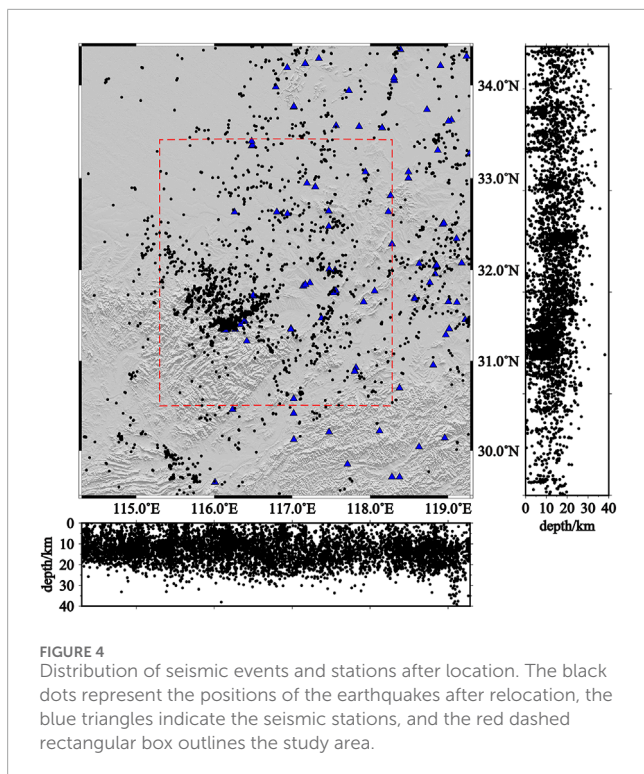 34.0°N
33.0°N
32.0°N
31.0°N
30.0°N
115.0°E 116.0°E 117.0°E 118.0°E 119.0°E
0 10 20 30 40
depth/km
0
10
20
30
40
depth/km
FIGURE 4
Distribution of seismic events and stations after location. The black
dots represent the positions of the earthquakes after relocation, the
blue triangles indicate the seismic stations, and the red dashed
rectangular box outlines the study area.